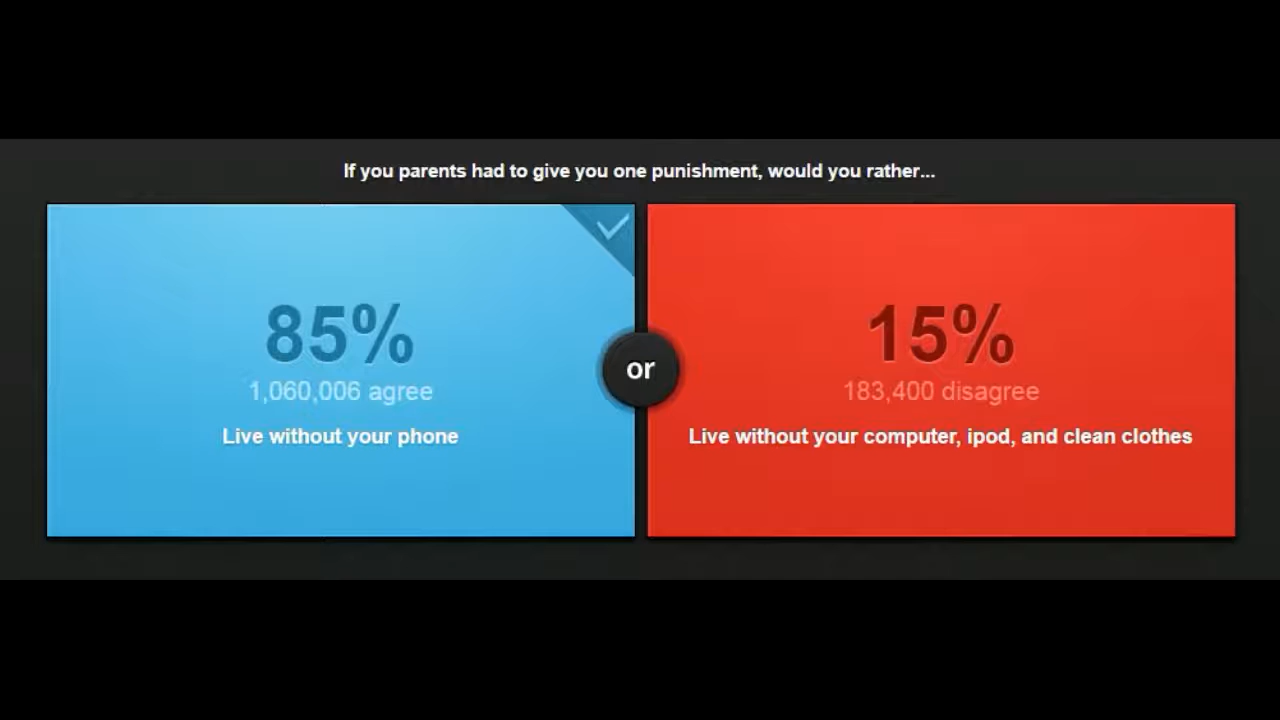 If you parents had to give you one punishment, would you rather...
85%
1,060,006 agree
Live without your phone
or
15%
183,400 disagree
Live without your computer, ipod, and clean clothes